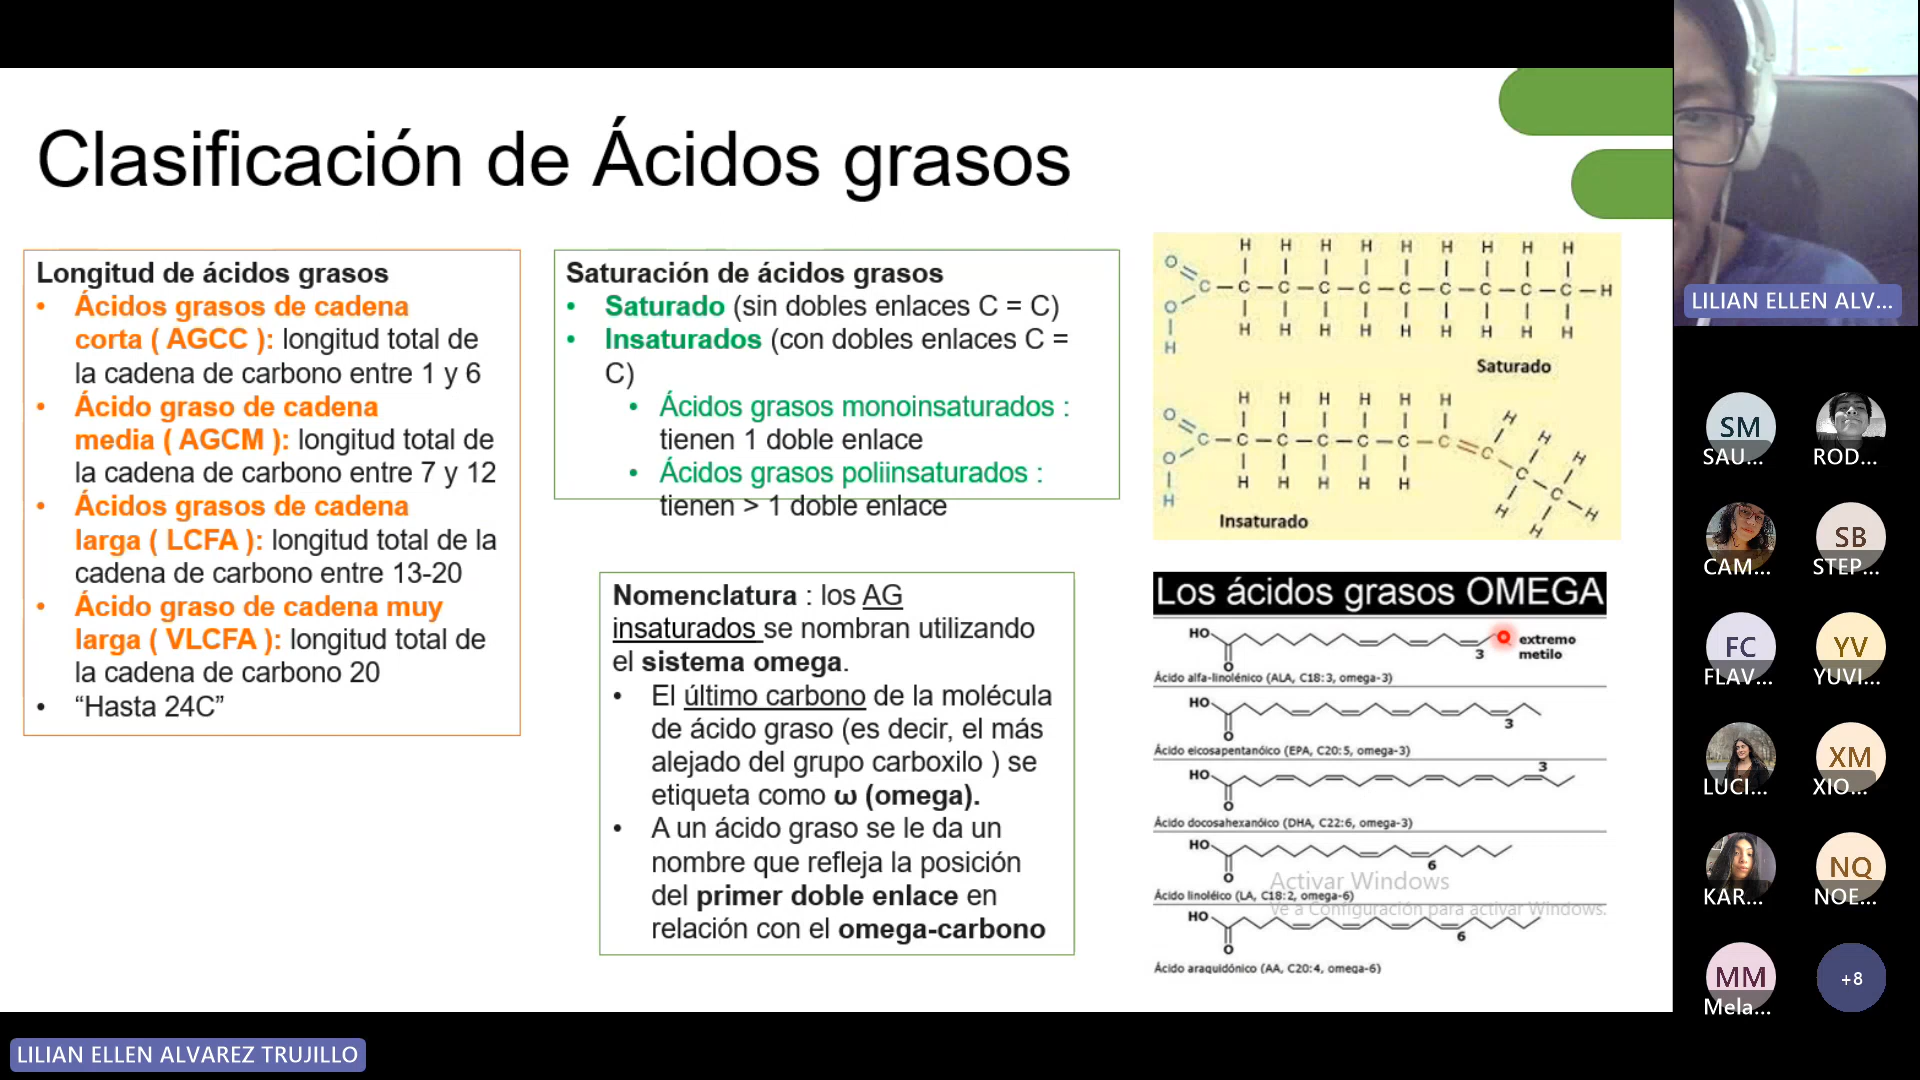 Clasificación de Ácidos grasos
Longitud de ácidos grasos
• Ácidos grasos de cadena
corta ( AGCC ): longitud total de
la cadena de carbono entre 1 y 6
• Ácido graso de cadena
media ( AGCM ): longitud total de
la cadena de carbono entre 7 y 12
• Ácidos grasos de cadena
larga ( LCFA ): longitud total de la
cadena de carbono entre 13-20
• Ácido graso de cadena muy
larga ( VLCFA ): longitud total de
la cadena de carbono 20
• “Hasta 24C”
Saturación de ácidos grasos
• Saturado (sin dobles enlaces C = C)
• Insaturados (con dobles enlaces C =
C)
• Ácidos grasos monoinsaturados :
tienen 1 doble enlace
• Ácidos grasos poliinsaturados :
tienen > 1 doble enlace
Nomenclatura : los AG
insaturados se nombran utilizando
el sistema omega.
• El último carbono de la molécula
de ácido graso (es decir, el más
alejado del grupo carboxilo ) se
etiqueta como ω (omega).
• A un ácido graso se le da un
nombre que refleja la posición
del primer doble enlace en
relación con el omega-carbono
H H H H H H H H H
O
C – C – C – C – C – C – C – C – C – C – H
O
H H H H H H H H H
H
Saturado
H H H H H H
O
C – C – C – C – C – C – C = C H
O C H
H H H H H C H
H H H
H
Insaturado
Los ácidos grasos OMEGA
HO
O
3
extremo
metilo
Ácido alfa-linolénico (ALA, C18:3, omega-3)
HO
O
3
Ácido eicosapentanóico (EPA, C20:5, omega-3)
HO
O
3
Ácido docosahexanóico (DHA, C22:6, omega-3)
HO
O
6
Ácido linoléico (LA, C18:2, omega-6)
HO
O
6
Ácido araquidónico (AA, C20:4, omega-6)
Activar Windows
Ve a Configuración para activar Windows.
LILIAN ELLEN ALV...
SM
SAU...
ROD...
CAM...
SB
STEP...
FC
FLAV...
YV
YUVI...
LUCI...
XM
XIO...
KAR...
NQ
NOE...
MM
Mela...
+8
LILIAN ELLEN ALVAREZ TRUJILLO